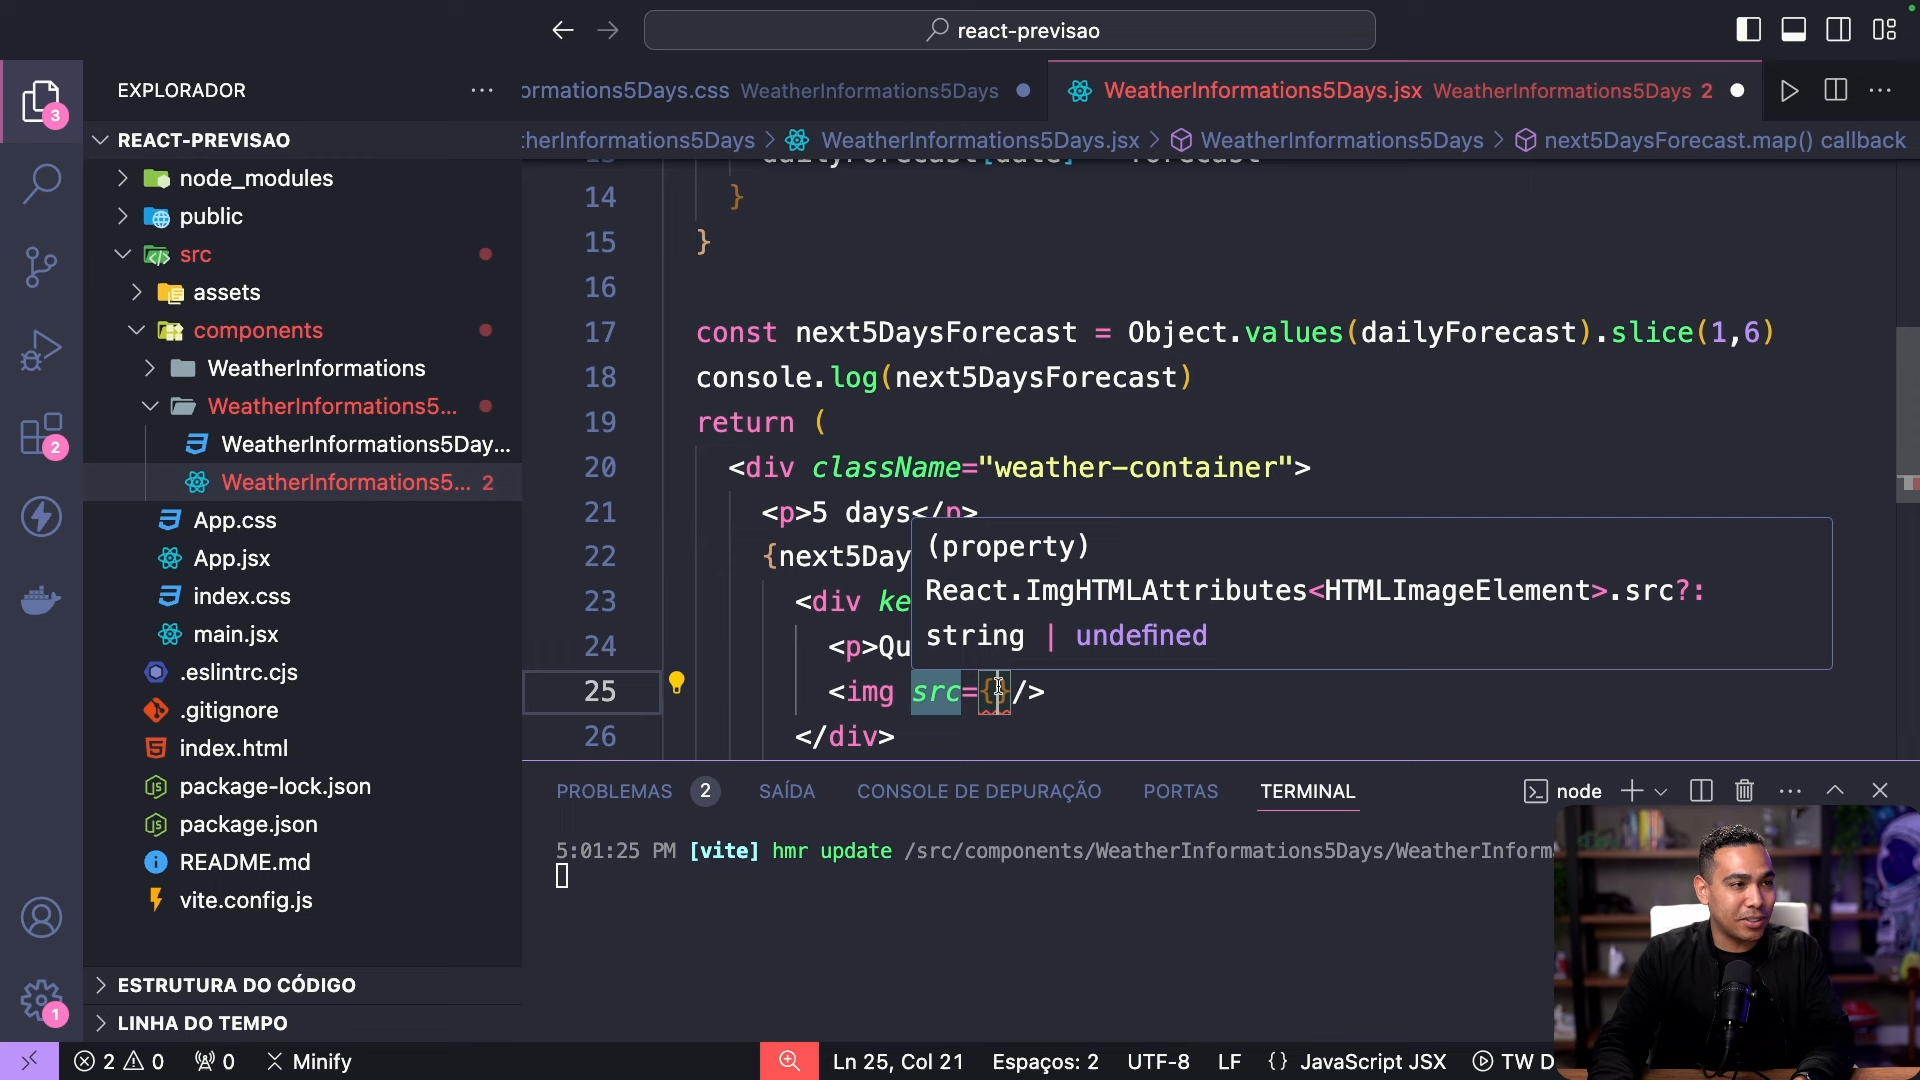 react-previsao
3
2
1
EXPLORADOR
ormations5Days.css WeatherInformations5Days
WeatherInformations5Days.jsx WeatherInformations5Days 2
therInformations5Days > WeatherInformations5Days.jsx > WeatherInformations5Days > next5DaysForecast.map() callback
REACT-PREVISAO
node_modules
public
src
assets
components
WeatherInformations
WeatherInformations5...
WeatherInformations5Day...
WeatherInformations5... 2
App.css
App.jsx
index.css
main.jsx
.eslintrc.cjs
.gitignore
index.html
package-lock.json
package.json
README.md
vite.config.js
ESTRUTURA DO CÓDIGO
LINHA DO TEMPO
14 }
15 }
16
17 const next5DaysForecast = Object.values(dailyForecast).slice(1,6)
18 console.log(next5DaysForecast)
19 return (
20 <div className="weather-container">
21 <p>5 days</p>
22 {next5Day
23 <div ke
24 <p>Qu
25 <img src={}/>
26 </div>
(property)
React.ImgHTMLAttributes<HTMLImageElement>.src?:
string | undefined
PROBLEMAS 2 SAÍDA CONSOLE DE DEPURAÇÃO PORTAS TERMINAL node
5:01:25 PM [vite] hmr update /src/components/WeatherInformations5Days/WeatherInform
2 0 0 Minify Ln 25, Col 21 Espaços: 2 UTF-8 LF {} JavaScript JSX TW D